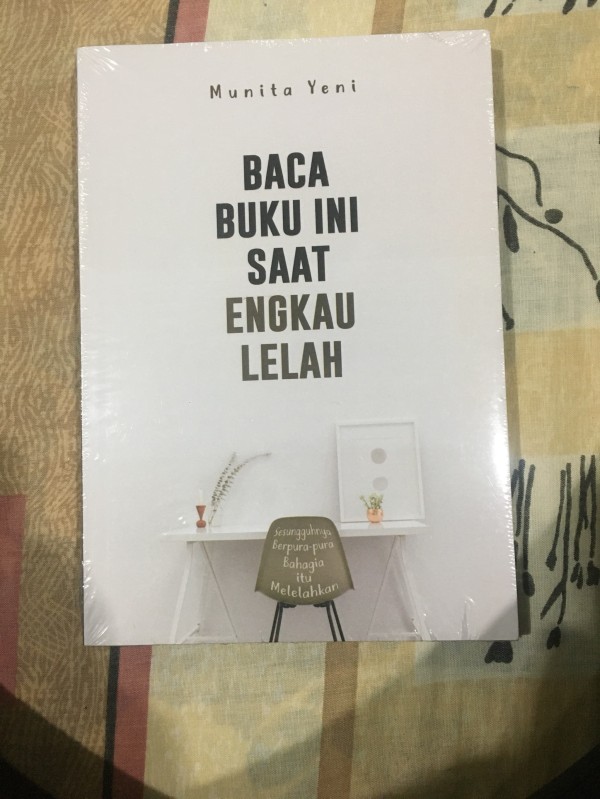 Munita Yeni
BACA
BUKU INI
SAAT
ENGKAU
LELAH
Sesungguhnya
Berpura-pura
Bahagia
itu
Melelahkan